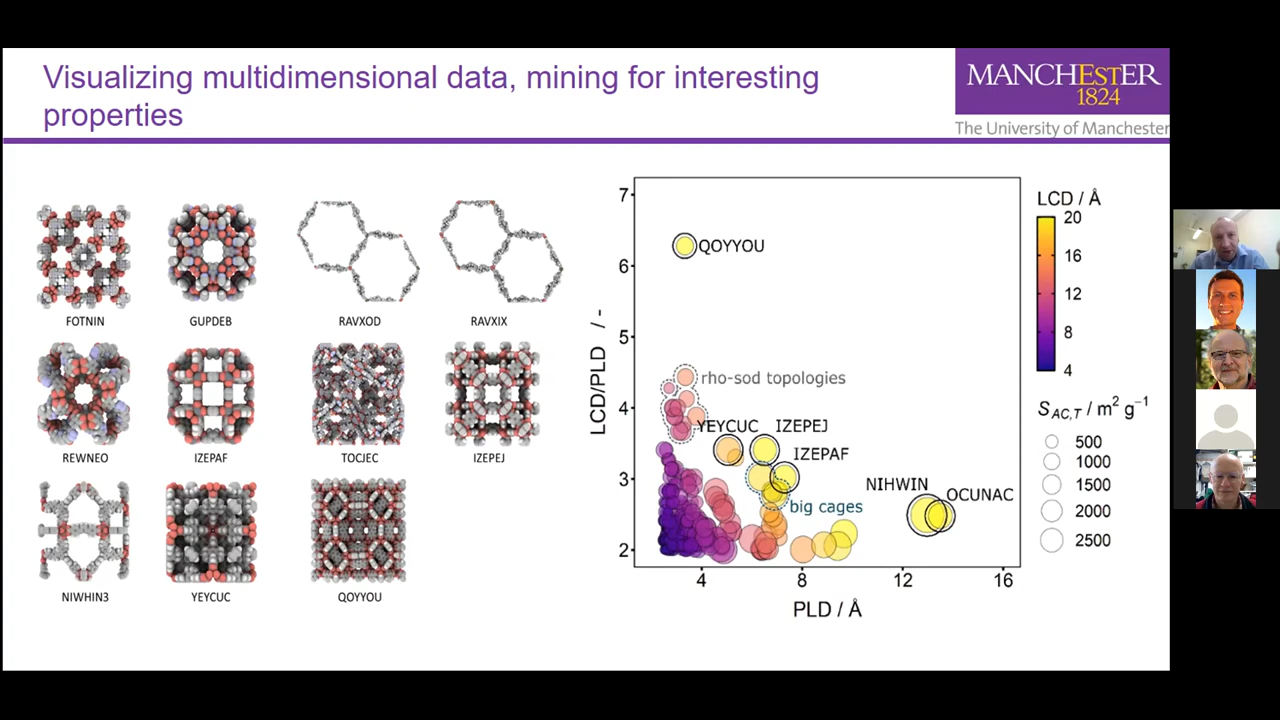 Visualizing multidimensional data, mining for interesting
properties
MANCHEsTER
1824
The University of Manchester
FOTNIN
GUPDEB
RAVXOD
RAVXIX
REWNEO
IZEPAF
TOCJEC
IZEPEJ
NIWHIN3
YEYCUC
QOYYOU
LCD/PLD / -
7
6
5
4
3
2
QOYYOU
rho-sod topologies
YEYCUC
IZEPEJ
IZEPAF
NIHWIN
OCUNAC
big cages
4
8
12
16
PLD / Å
LCD / Å
20
16
12
8
4
S AC,T / m² g⁻¹
500
1000
1500
2000
2500